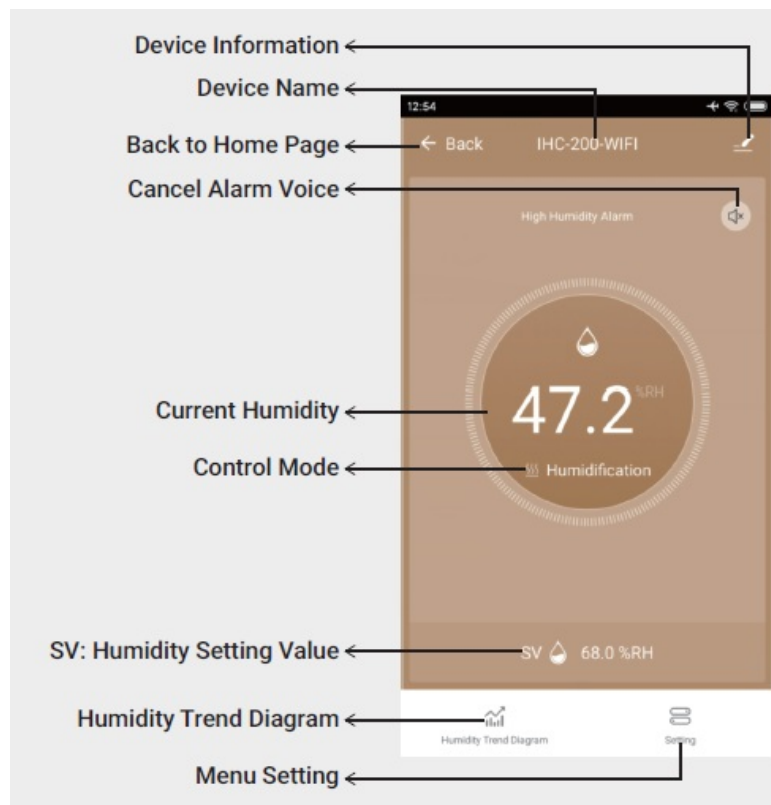 Device Information
Device Name
12:54
Back to Home Page
Back
IHC-200-WIFI
Cancel Alarm Voice
High Humidity Alarm
47.2 %RH
Current Humidity
Control Mode
Humidification
SV: Humidity Setting Value
SV 68.0 %RH
Humidity Trend Diagram
Humidity Trend Diagram
Setting
Menu Setting